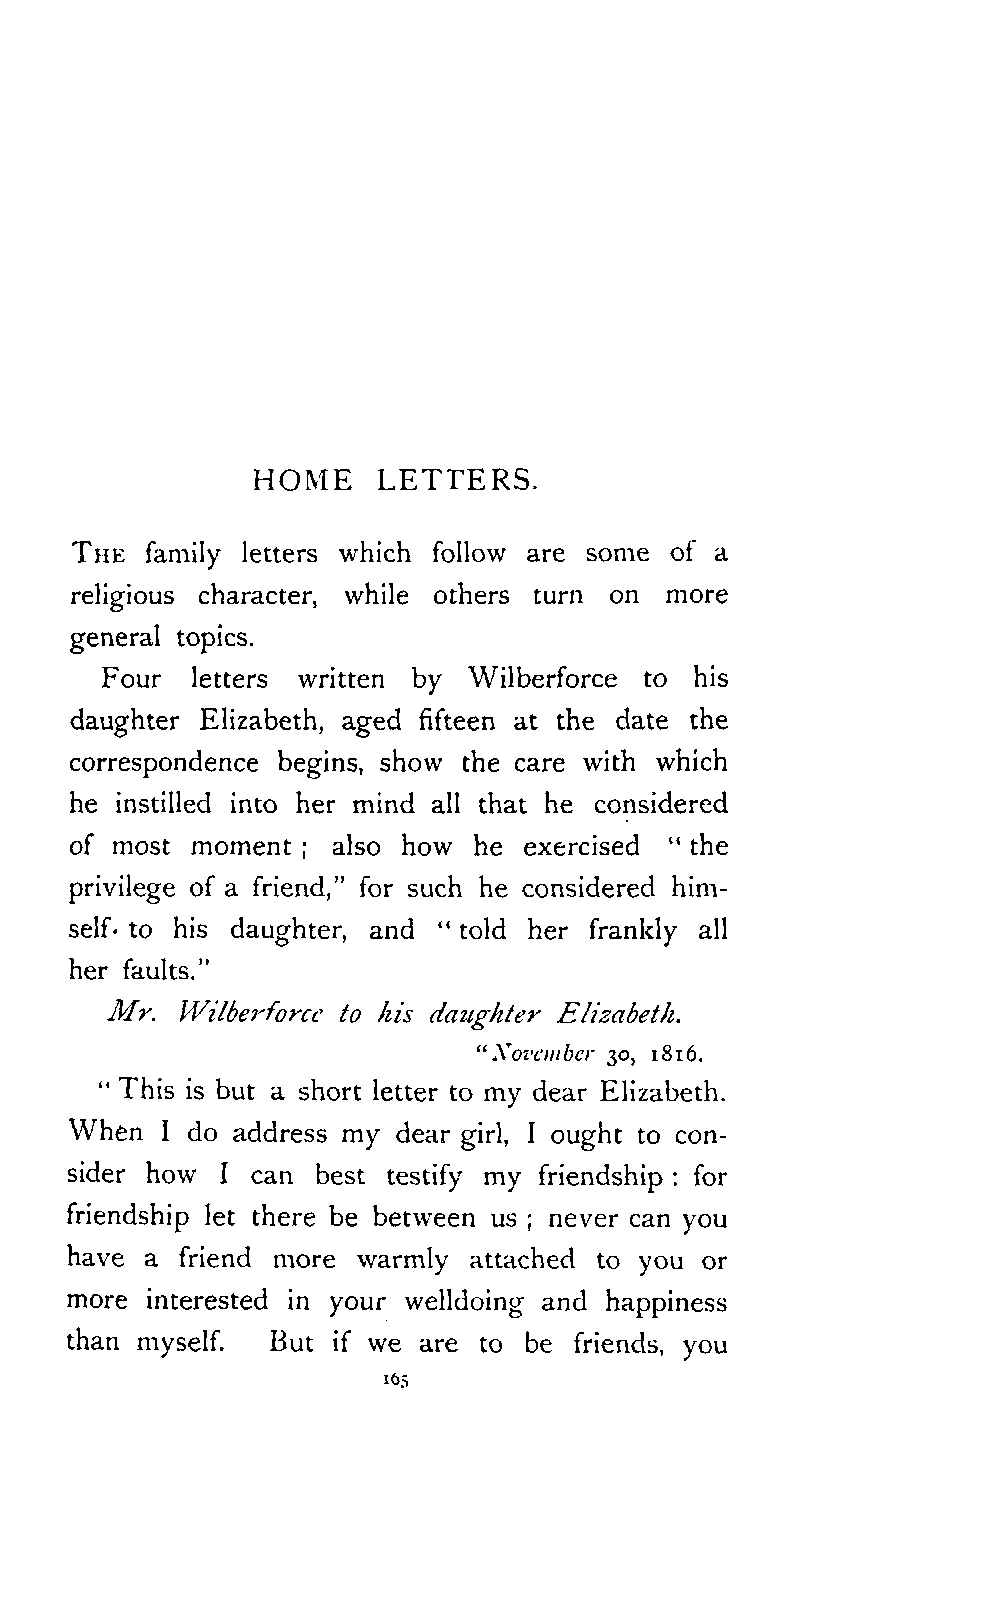 HOME LETTERS.
THE family letters which follow are some of a
religious character, while others turn on more
general topics.
Four letters written by Wilberforce to his
daughter Elizabeth, aged fifteen at the date the
correspondence begins, show the care with which
he instilled into her mind all that he considered
of most moment ; also how he exercised " the
privilege of a friend," for such he considered him-
self. to his daughter, and " told her frankly all
her faults."
Mr. Wilberforce to his daughter Elizabeth.
" November 30, 1816.
" This is but a short letter to my dear Elizabeth.
When I do address my dear girl, I ought to con-
sider how I can best testify my friendship : for
friendship let there be between us ; never can you
have a friend more warmly attached to you or
more interested in your welldoing and happiness
than myself. But if we are to be friends, you
165